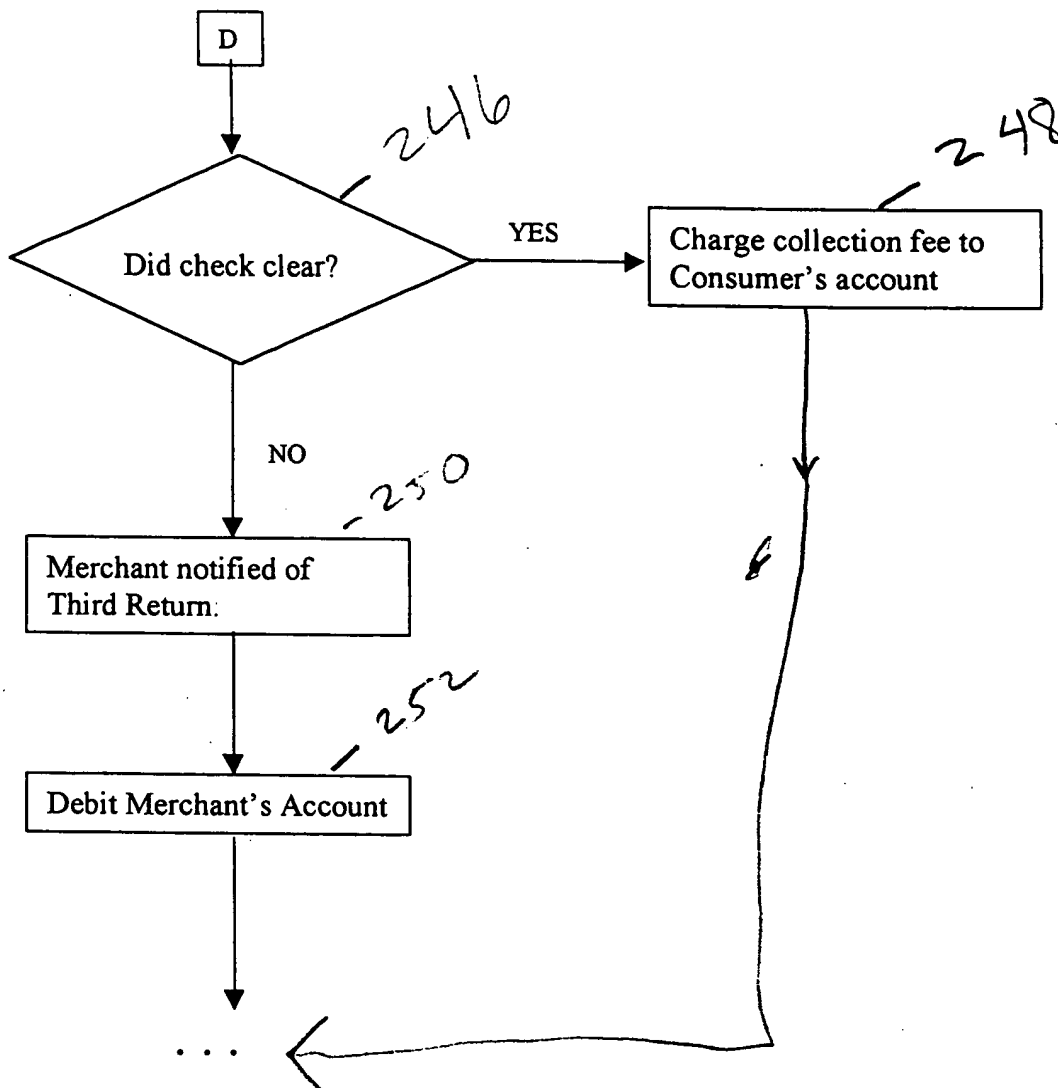 D
246
248
Did check clear?
YES
Charge collection fee to
Consumer's account
NO
250
Merchant notified of
Third Return.
252
Debit Merchant's Account
. . .